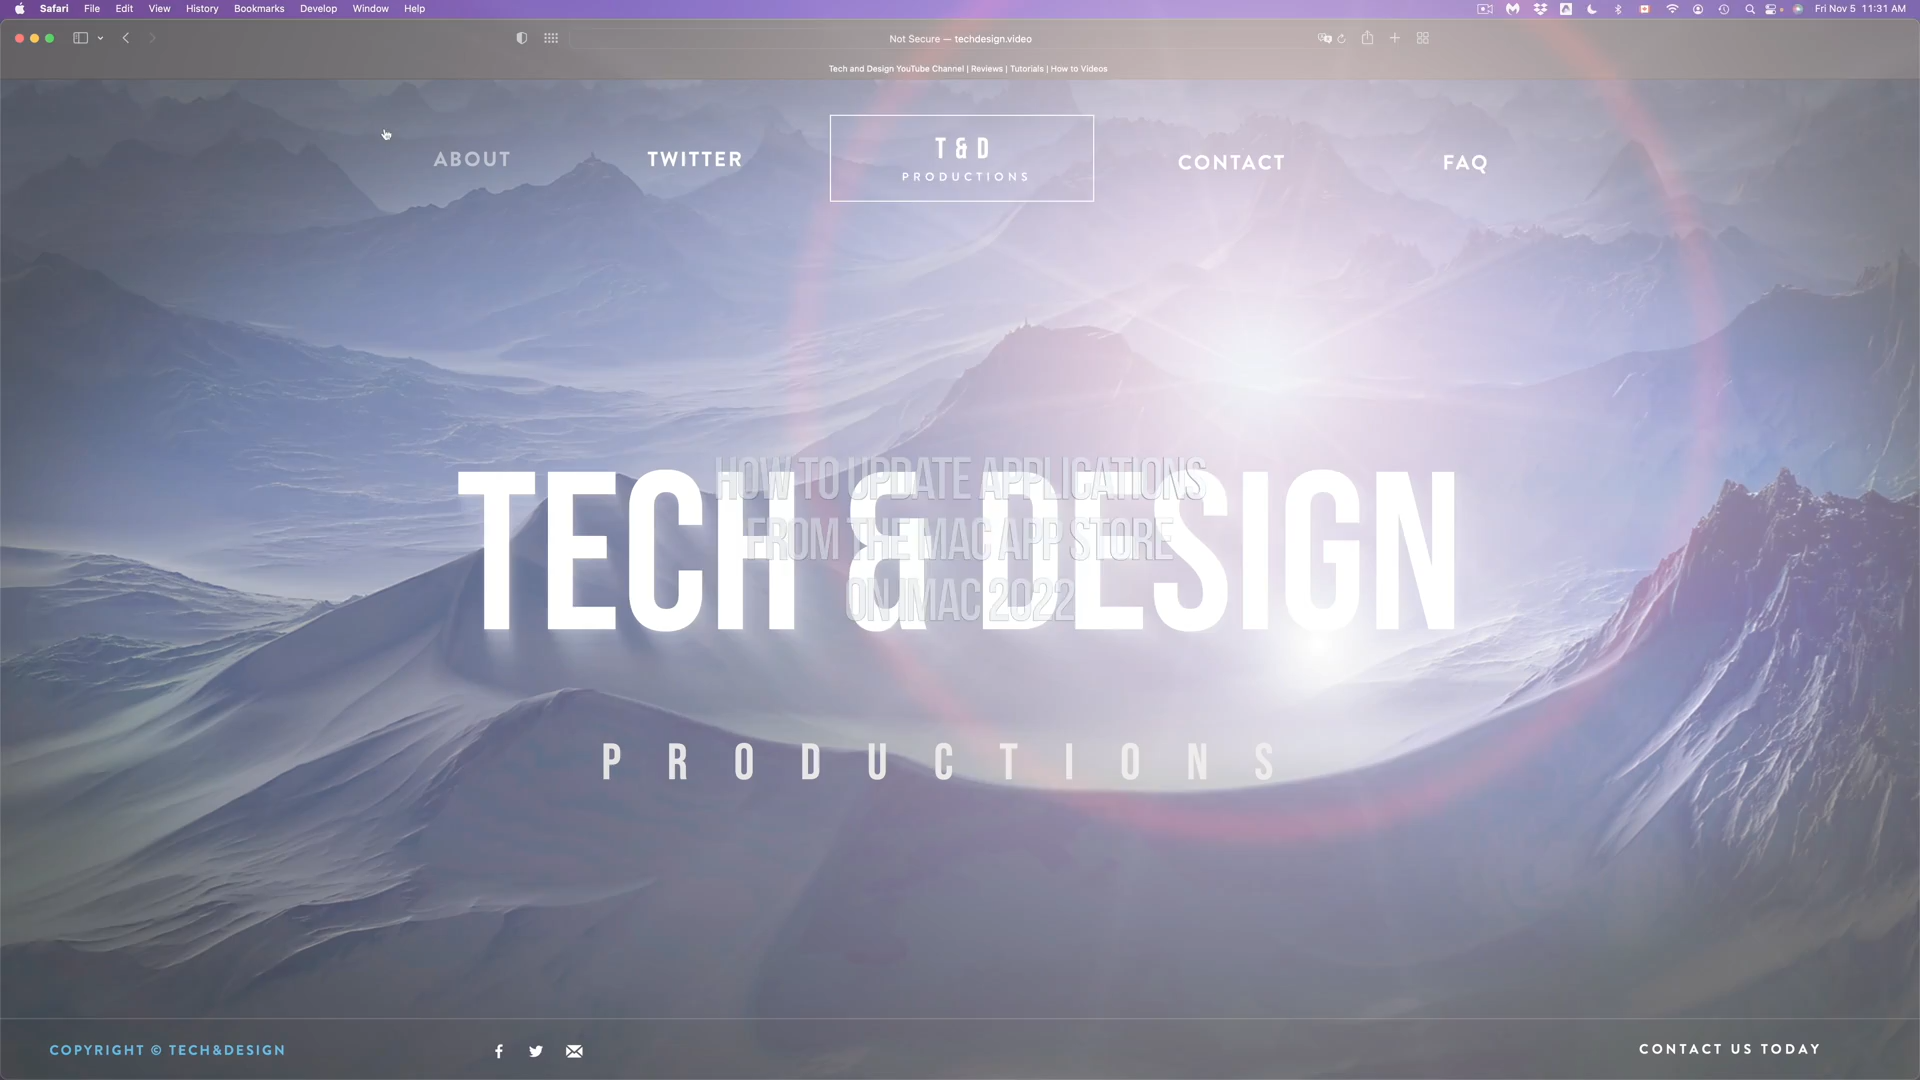 Safari File Edit View History Bookmarks Develop Window Help Fri Nov 5 11:31 AM
Not Secure — techdesign.video
Tech and Design YouTube Channel | Reviews | Tutorials | How to Videos
ABOUT TWITTER T & D CONTACT FAQ
PRODUCTIONS
TECH & DESIGN
HOW TO UPDATE APPLICATIONS
FROM THE MAC APP STORE
ON IMAC 2022
PRODUCTIONS
COPYRIGHT © TECH&DESIGN CONTACT US TODAY